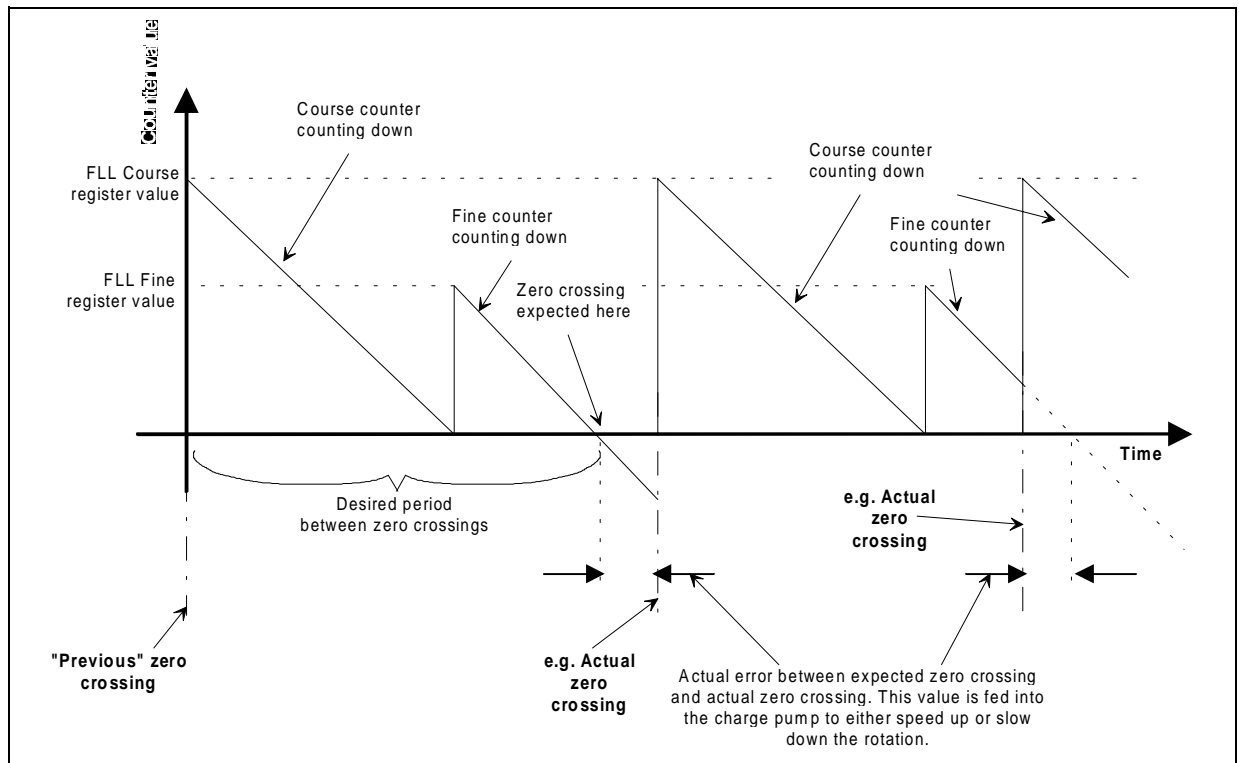 Counter value
Course counter
counting down
FLL Course
register value
Fine counter
counting down
FLL Fine
register value
Zero crossing
expected here
Course counter
counting down
Fine counter
counting down
Time
Desired period
between zero crossings
e.g. Actual
zero
crossing
"Previous" zero
crossing
e.g. Actual
zero
crossing
Actual error between expected zero crossing
and actual zero crossing. This value is fed into
the charge pump to either speed up or slow
down the rotation.